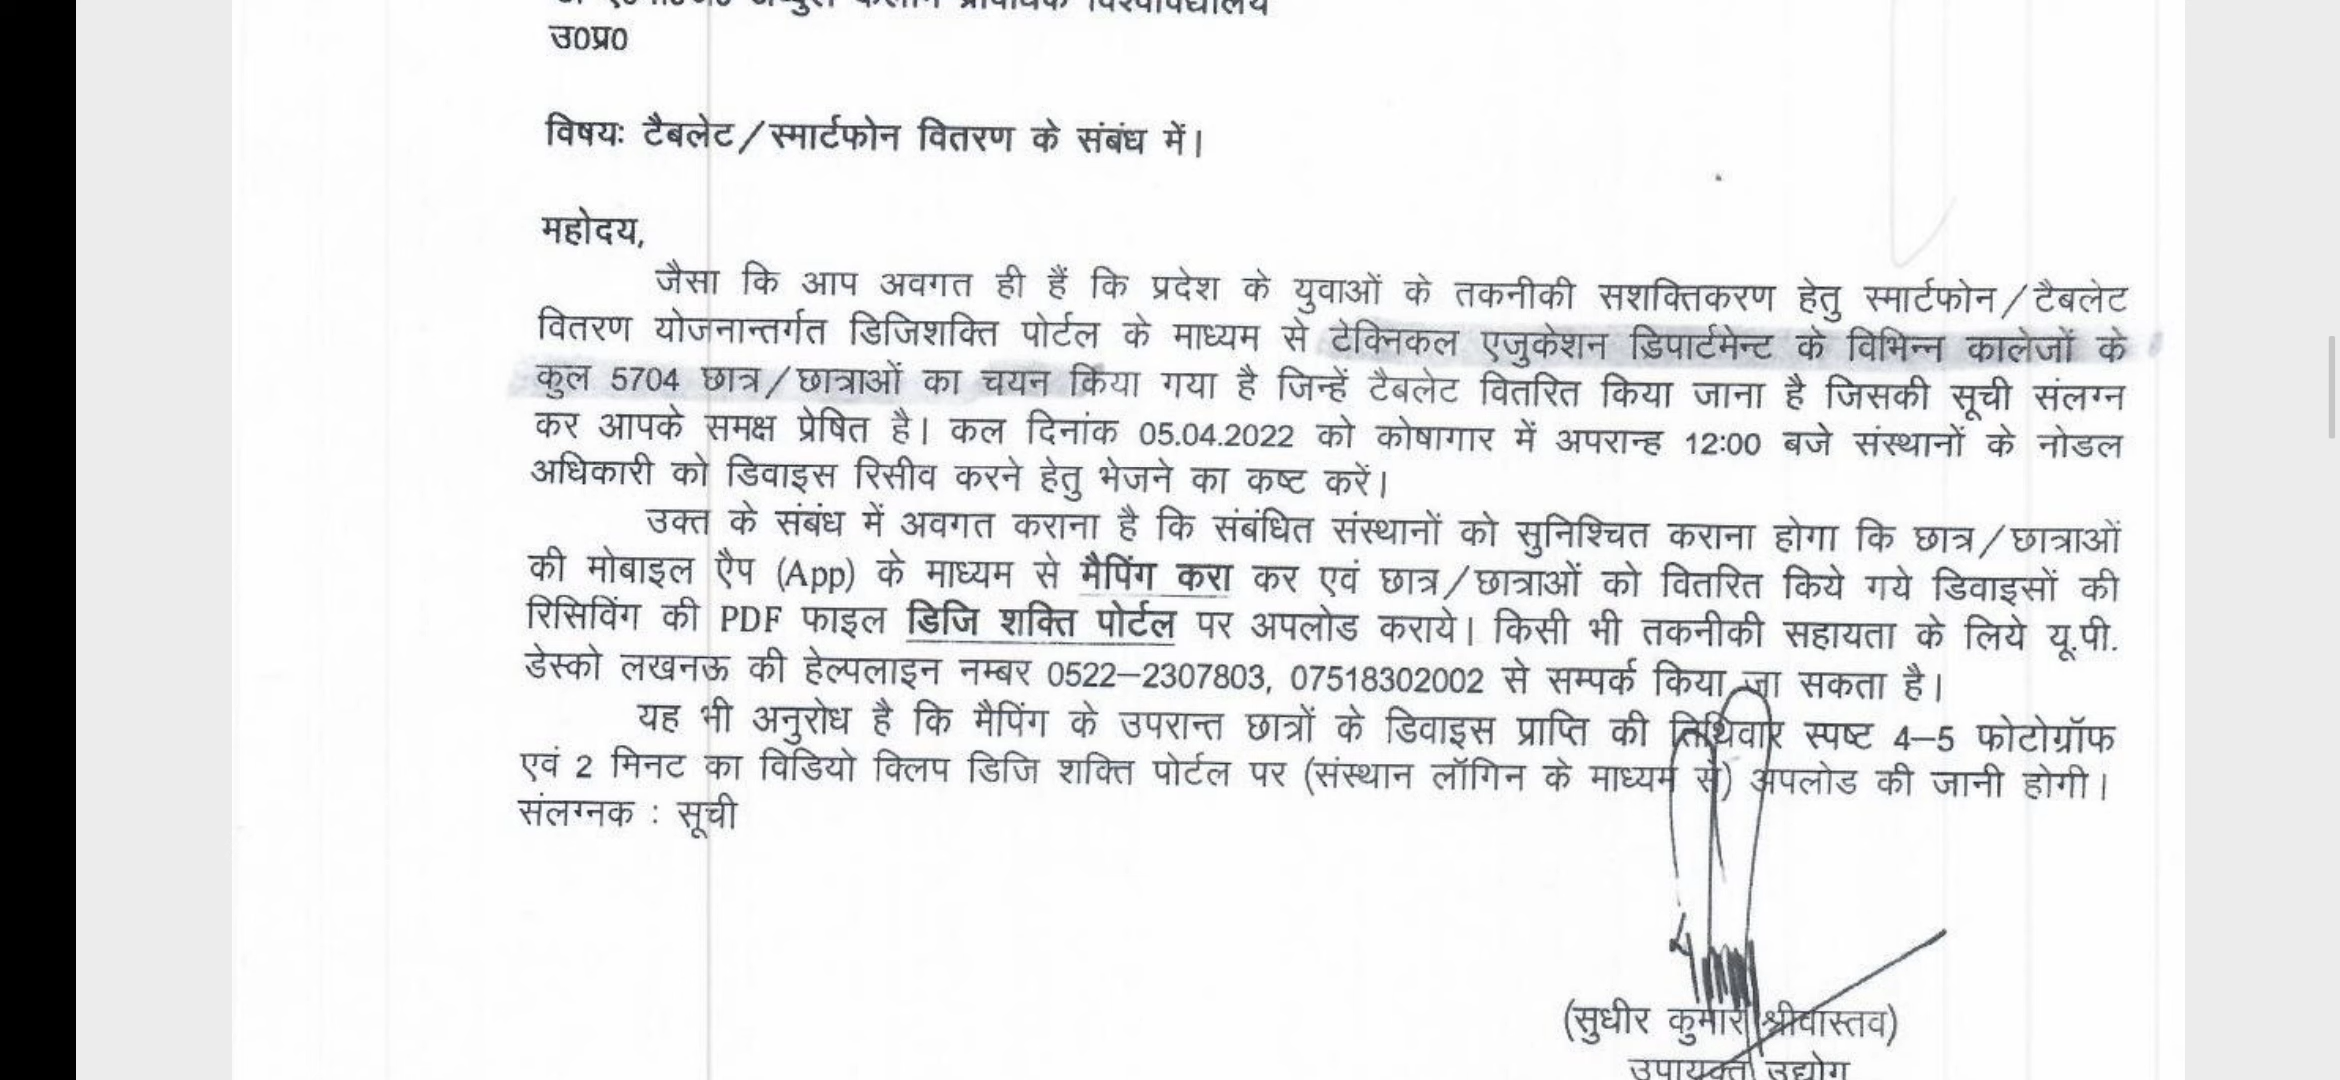 उ0प्र0
विषयः टैबलेट/स्मार्टफोन वितरण के संबंध में।
महोदय,
जैसा कि आप अवगत ही हैं कि प्रदेश के युवाओं के तकनीकी सशक्तिकरण हेतु स्मार्टफोन/टैबलेट
वितरण योजनान्तर्गत डिजिशक्ति पोर्टल के माध्यम से टेक्निकल एजुकेशन डिपार्टमेन्ट के विभिन्न कालेजों के
कुल 5704 छात्र/छात्राओं का चयन किया गया है जिन्हें टैबलेट वितरित किया जाना है जिसकी सूची संलग्न
कर आपके समक्ष प्रेषित है। कल दिनांक 05.04.2022 को कोषागार में अपरान्ह 12:00 बजे संस्थानों के नोडल
अधिकारी को डिवाइस रिसीव करने हेतु भेजने का कष्ट करें।
उक्त के संबंध में अवगत कराना है कि संबंधित संस्थानों को सुनिश्चित कराना होगा कि छात्र/छात्राओं
की मोबाइल ऐप (App) के माध्यम से मैपिंग करा कर एवं छात्र/छात्राओं को वितरित किये गये डिवाइसों की
रिसिविंग की PDF फाइल डिजि शक्ति पोर्टल पर अपलोड कराये। किसी भी तकनीकी सहायता के लिये यू.पी.
डेस्को लखनऊ की हेल्पलाइन नम्बर 0522–2307803, 07518302002 से सम्पर्क किया जा सकता है।
यह भी अनुरोध है कि मैपिंग के उपरान्त छात्रों के डिवाइस प्राप्ति की तिथिवार स्पष्ट 4–5 फोटोग्रॉफ
एवं 2 मिनट का विडियो क्लिप डिजि शक्ति पोर्टल पर (संस्थान लॉगिन के माध्यम से) अपलोड की जानी होगी।
संलग्नक : सूची
(सुधीर कुमार श्रीवास्तव)
उपायुक्त उद्योग